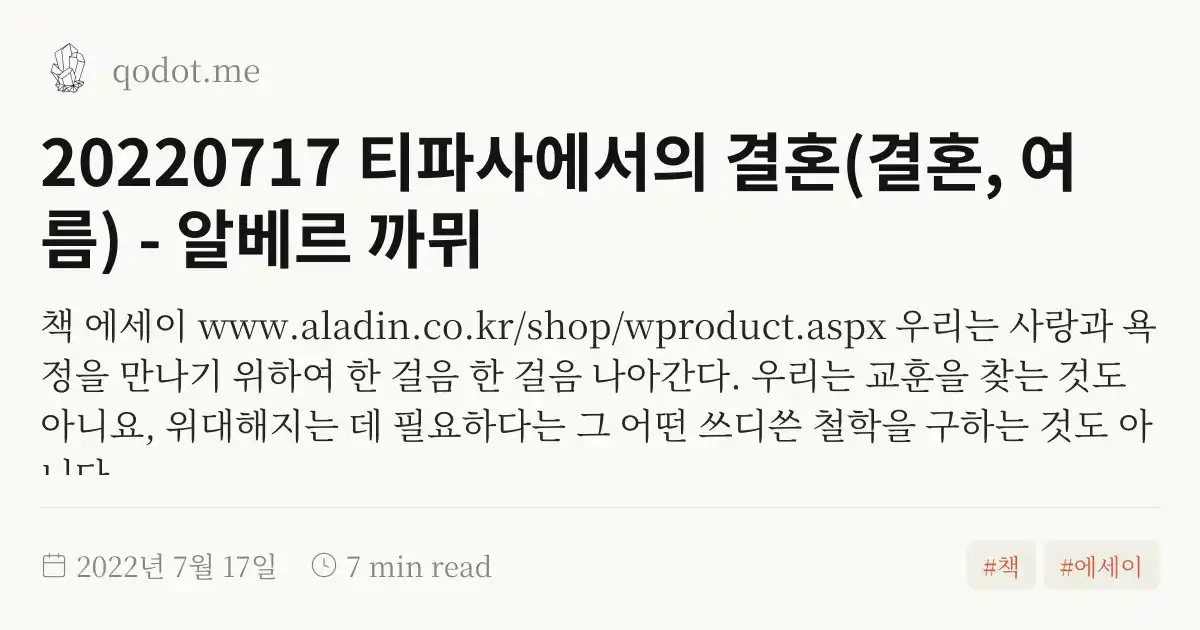 qodot.me
20220717 티파사에서의 결혼(결혼, 여
름) - 알베르 까뮈
책 에세이 www.aladin.co.kr/shop/wproduct.aspx 우리는 사랑과 욕
정을 만나기 위하여 한 걸음 한 걸음 나아간다. 우리는 교훈을 찾는 것도
아니요, 위대해지는 데 필요하다는 그 어떤 쓰디쓴 철학을 구하는 것도 아
2022년 7월 17일 7 min read #책 #에세이